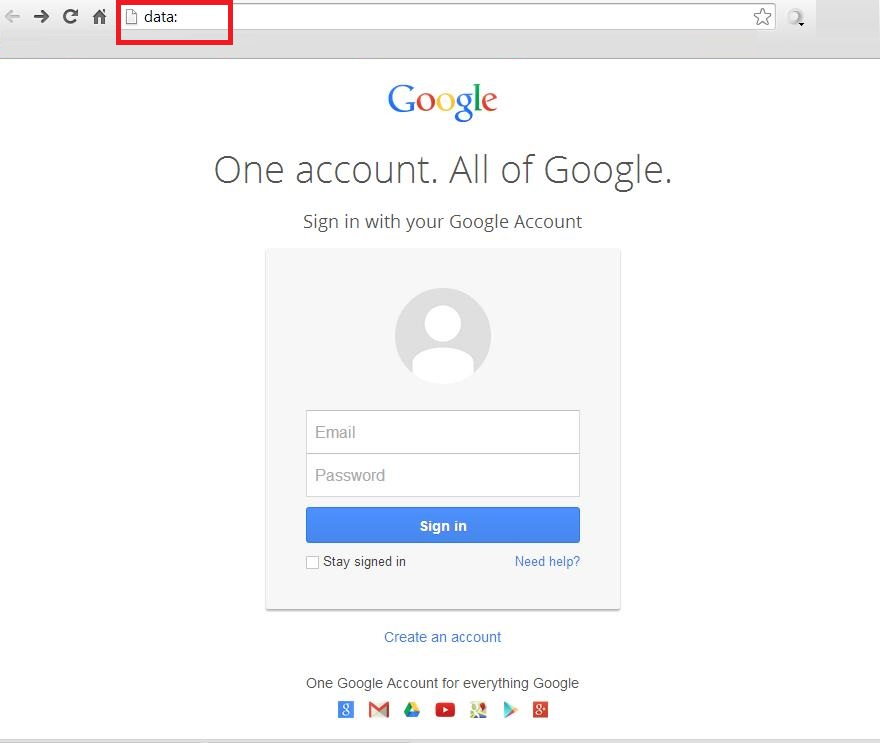 data:
Google
One account. All of Google.
Sign in with your Google Account
Email
Password
Sign in
Stay signed in Need help?
Create an account
One Google Account for everything Google